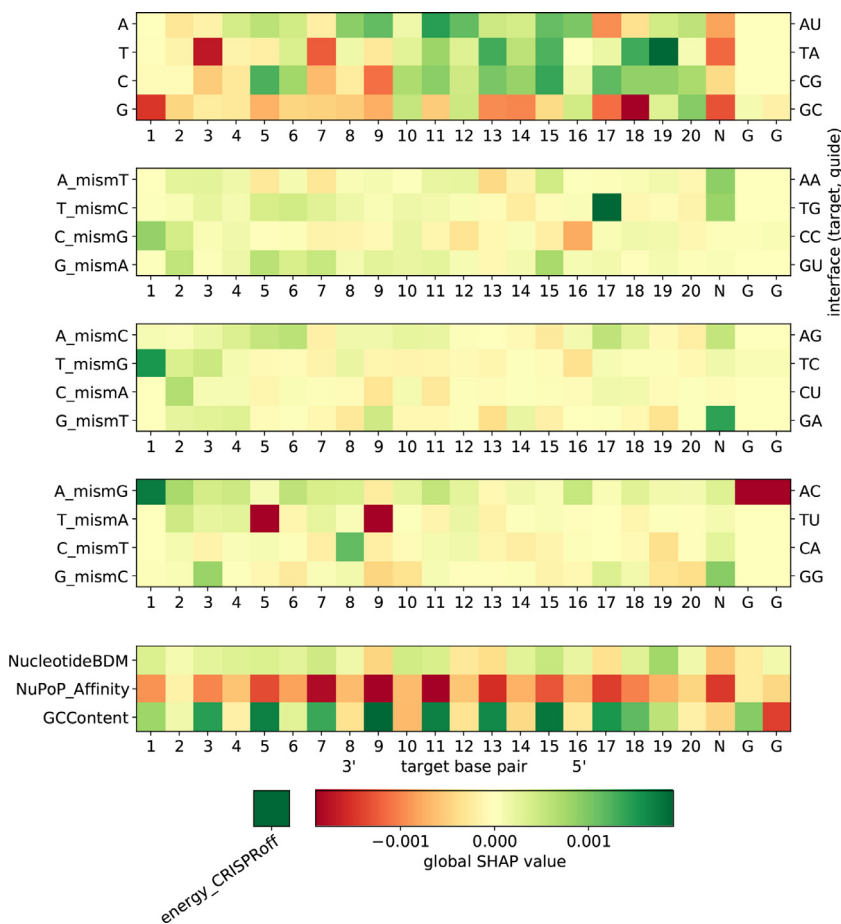 A AU
T TA
C CG
G GC
1 2 3 4 5 6 7 8 9 10 11 12 13 14 15 16 17 18 19 20 N G G
interface (target, guide)
A_mismT AA
T_mismC TG
C_mismG CC
G_mismA GU
1 2 3 4 5 6 7 8 9 10 11 12 13 14 15 16 17 18 19 20 N G G
A_mismC AG
T_mismG TC
C_mismA CU
G_mismT GA
1 2 3 4 5 6 7 8 9 10 11 12 13 14 15 16 17 18 19 20 N G G
A_mismG AC
T_mismA TU
C_mismT CA
G_mismC GG
1 2 3 4 5 6 7 8 9 10 11 12 13 14 15 16 17 18 19 20 N G G
NucleotideBDM
NuPoP_Affinity
GCContent
1 2 3 4 5 6 7 8 9 10 11 12 13 14 15 16 17 18 19 20 N G G
3' target base pair 5'
energy_CRISPRoff
−0.001 0.000 0.001
global SHAP value